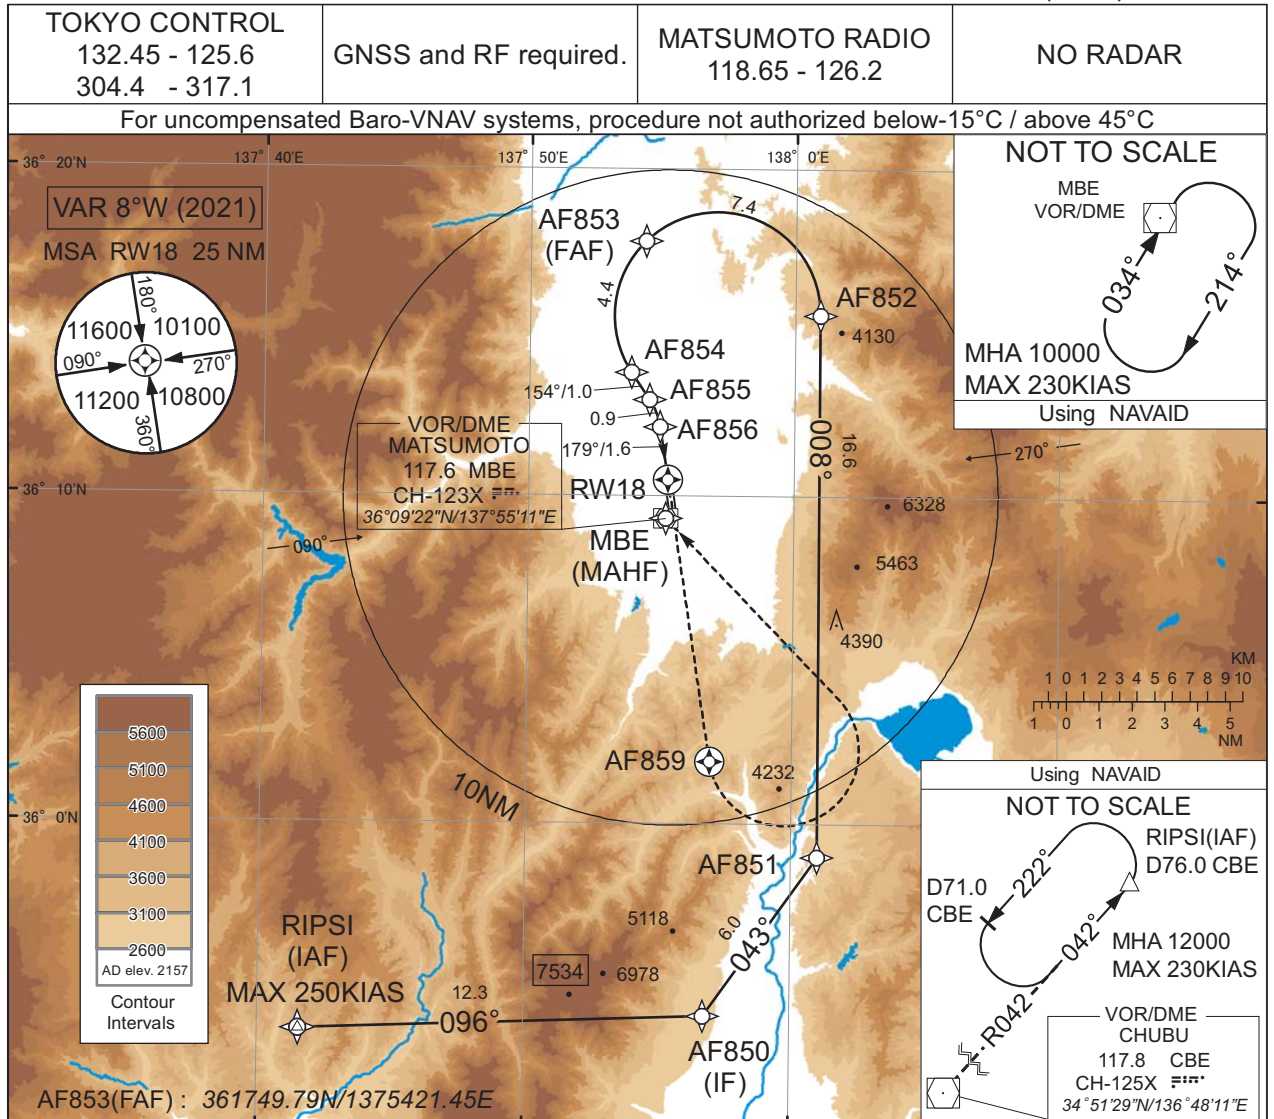 TOKYO CONTROL
132.45 - 125.6
304.4 - 317.1
GNSS and RF required.
MATSUMOTO RADIO
118.65 - 126.2
NO RADAR
For uncompensated Baro-VNAV systems, procedure not authorized below-15°C / above 45°C
36° 20'N
137° 40'E
137° 50'E
138° 0'E
VAR 8°W (2021)
MSA RW18 25 NM
180°
11600
10100
090°
270°
11200
10800
360°
AF853
(FAF)
7.4
4.4
AF852
4130
AF854
154°/1.0
AF855
0.9
AF856
179°/1.6
008°
16.6
VOR/DME
MATSUMOTO
117.6 MBE
CH-123X
36°09'22"N/137°55'11"E
RW18
MBE
(MAHF)
36° 10'N
090°
270°
6328
5463
4390
NOT TO SCALE
MBE
VOR/DME
034°
214°
MHA 10000
MAX 230KIAS
Using NAVAID
KM
1 0 1 2 3 4 5 6 7 8 9 10
1 0 1 2 3 4 5
NM
5600
5100
4600
4100
3600
3100
2600
AD elev. 2157
Contour
Intervals
36° 0'N
10NM
AF859
4232
AF851
5118
6.0
043°
RIPSI
(IAF)
MAX 250KIAS
7534
6978
12.3
096°
AF850
(IF)
Using NAVAID
NOT TO SCALE
RIPSI(IAF)
D76.0 CBE
D71.0
CBE
222°
042°
MHA 12000
MAX 230KIAS
R042
VOR/DME
CHUBU
117.8 CBE
CH-125X
34°51'29"N/136°48'11"E
AF853(FAF) : 361749.79N/1375421.45E